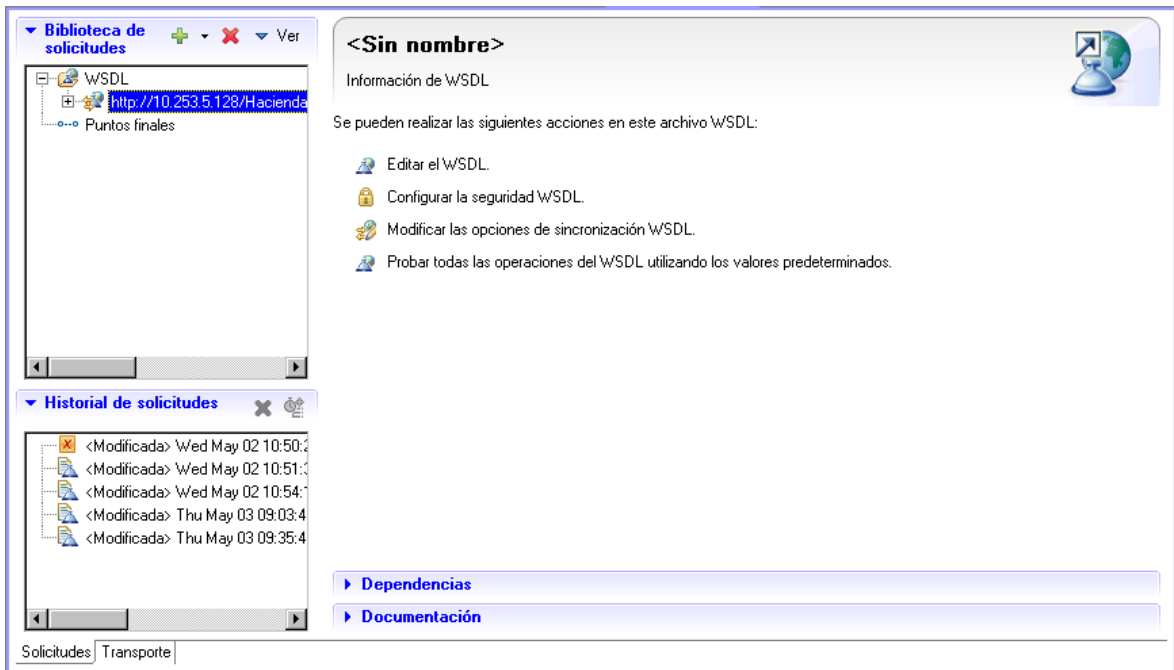 Biblioteca de
solicitudes
Ver
WSDL
http://10.253.5.128/Hacienda
Puntos finales
Historial de solicitudes
<Modificada> Wed May 02 10:50:2
<Modificada> Wed May 02 10:51:3
<Modificada> Wed May 02 10:54:1
<Modificada> Thu May 03 09:03:4
<Modificada> Thu May 03 09:35:4
Solicitudes
Transporte
<Sin nombre>
Información de WSDL
Se pueden realizar las siguientes acciones en este archivo WSDL:
Editar el WSDL.
Configurar la seguridad WSDL.
Modificar las opciones de sincronización WSDL.
Probar todas las operaciones del WSDL utilizando los valores predeterminados.
Dependencias
Documentación